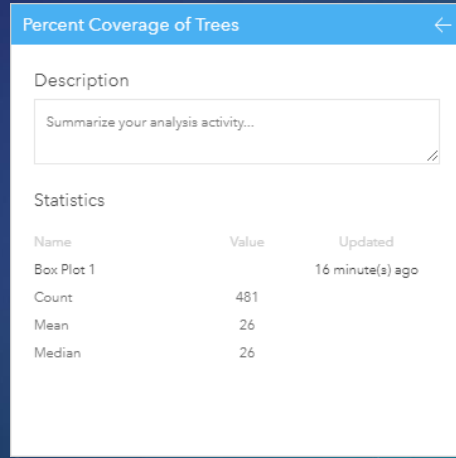 Percent Coverage of Trees
Description
Summarize your analysis activity...
Statistics
Name Value Updated
Box Plot 1 16 minute(s) ago
Count 481
Mean 26
Median 26